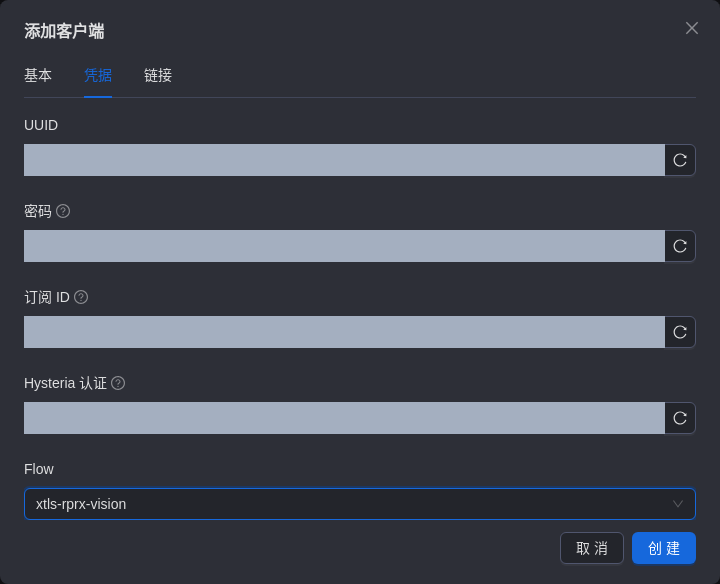 添加客户端
基本 凭据 链接
UUID
密码
订阅 ID
Hysteria 认证
Flow
xtls-rprx-vision
取 消 创 建